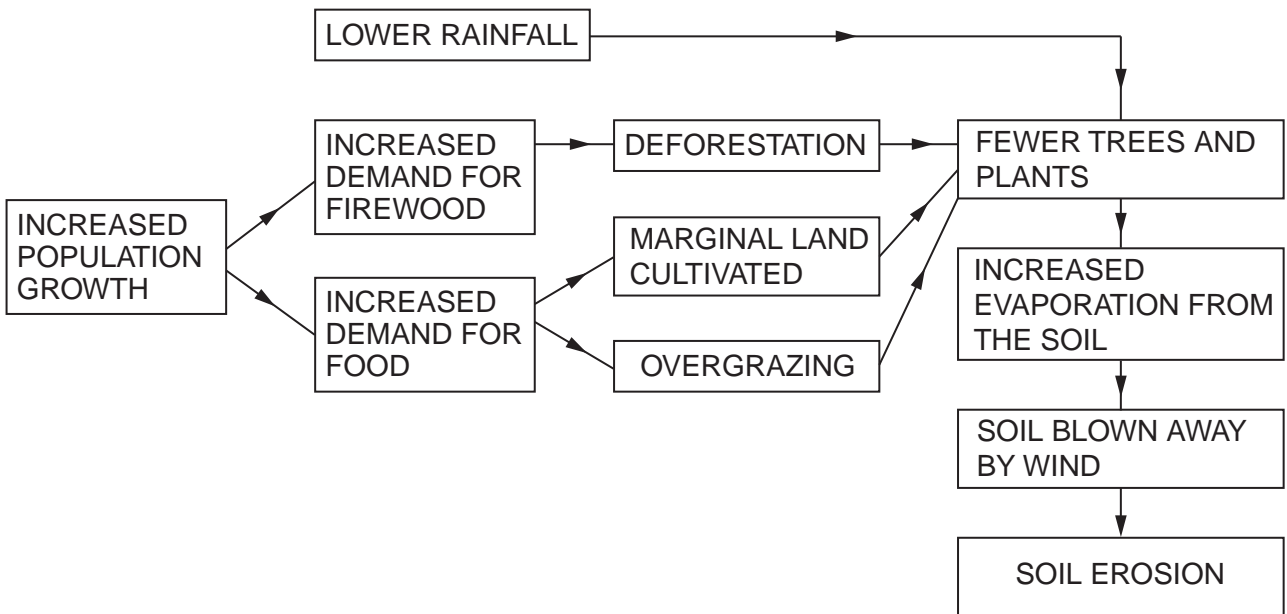 LOWER RAINFALL
INCREASED
DEMAND FOR
FIREWOOD
DEFORESTATION
FEWER TREES AND
PLANTS
INCREASED
POPULATION
GROWTH
MARGINAL LAND
CULTIVATED
INCREASED
DEMAND FOR
FOOD
OVERGRAZING
INCREASED
EVAPORATION FROM
THE SOIL
SOIL BLOWN AWAY
BY WIND
SOIL EROSION